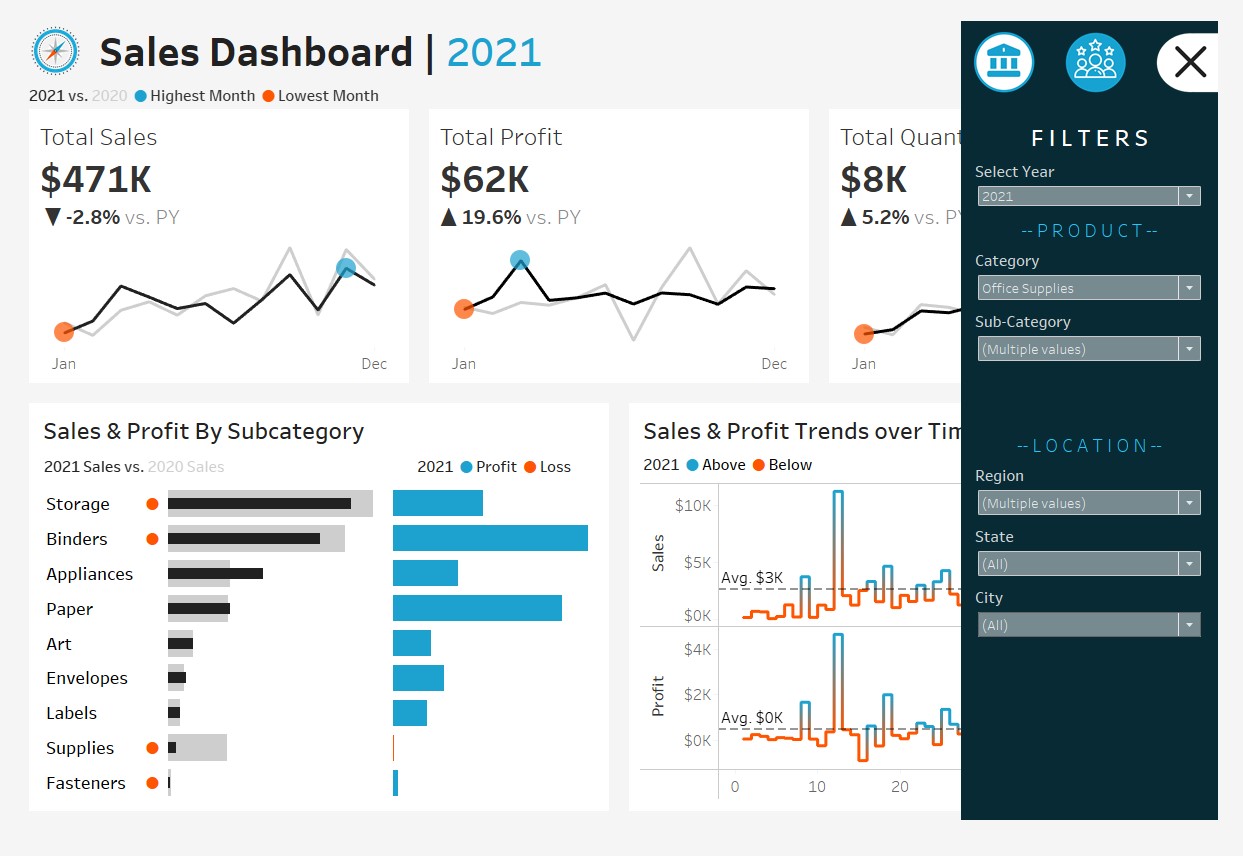 Sales Dashboard | 2021
2021 vs. 2020 Highest Month Lowest Month
Total Sales
$471K
▼ -2.8% vs. PY
Jan Dec
Total Profit
$62K
▲ 19.6% vs. PY
Jan Dec
Total Quant
$8K
▲ 5.2% vs. PY
Jan
Sales & Profit By Subcategory
2021 Sales vs. 2020 Sales
2021 Profit Loss
Storage
Binders
Appliances
Paper
Art
Envelopes
Labels
Supplies
Fasteners
Sales & Profit Trends over Tim
2021 Above Below
Sales
$10K
$5K
Avg. $3K
$0K
Profit
$4K
$2K
Avg. $0K
$0K
0 10 20
FILTERS
Select Year
2021
--PRODUCT--
Category
Office Supplies
Sub-Category
(Multiple values)
--LOCATION--
Region
(Multiple values)
State
(All)
City
(All)